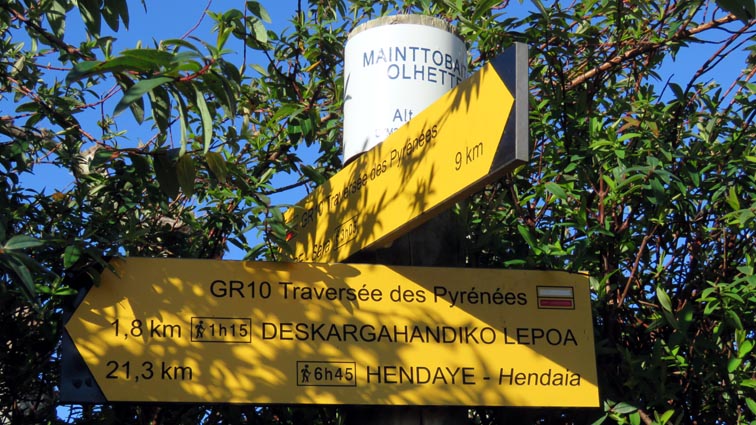 MAINTTOBA
OLHETTE
Alt
GR10 Traversée des Pyrénées
9 km
GR10 Traversée des Pyrénées
1,8 km 1h15 DESKARGAHANDIKO LEPOA
21,3 km 6h45 HENDAYE - Hendaia